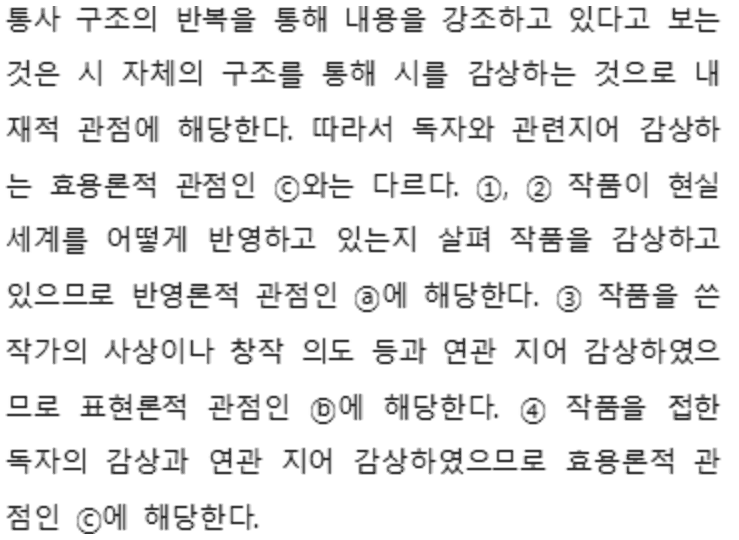 통사 구조의 반복을 통해 내용을 강조하고 있다고 보는
것은 시 자체의 구조를 통해 시를 감상하는 것으로 내
재적 관점에 해당한다. 따라서 독자와 관련지어 감상하
는 효용론적 관점인 ⓒ와는 다르다. ①, ② 작품이 현실
세계를 어떻게 반영하고 있는지 살펴 작품을 감상하고
있으므로 반영론적 관점인 ⓐ에 해당한다. ③ 작품을 쓴
작가의 사상이나 창작 의도 등과 연관 지어 감상하였으
므로 표현론적 관점인 ⓑ에 해당한다. ④ 작품을 접한
독자의 감상과 연관 지어 감상하였으므로 효용론적 관
점인 ⓒ에 해당한다.